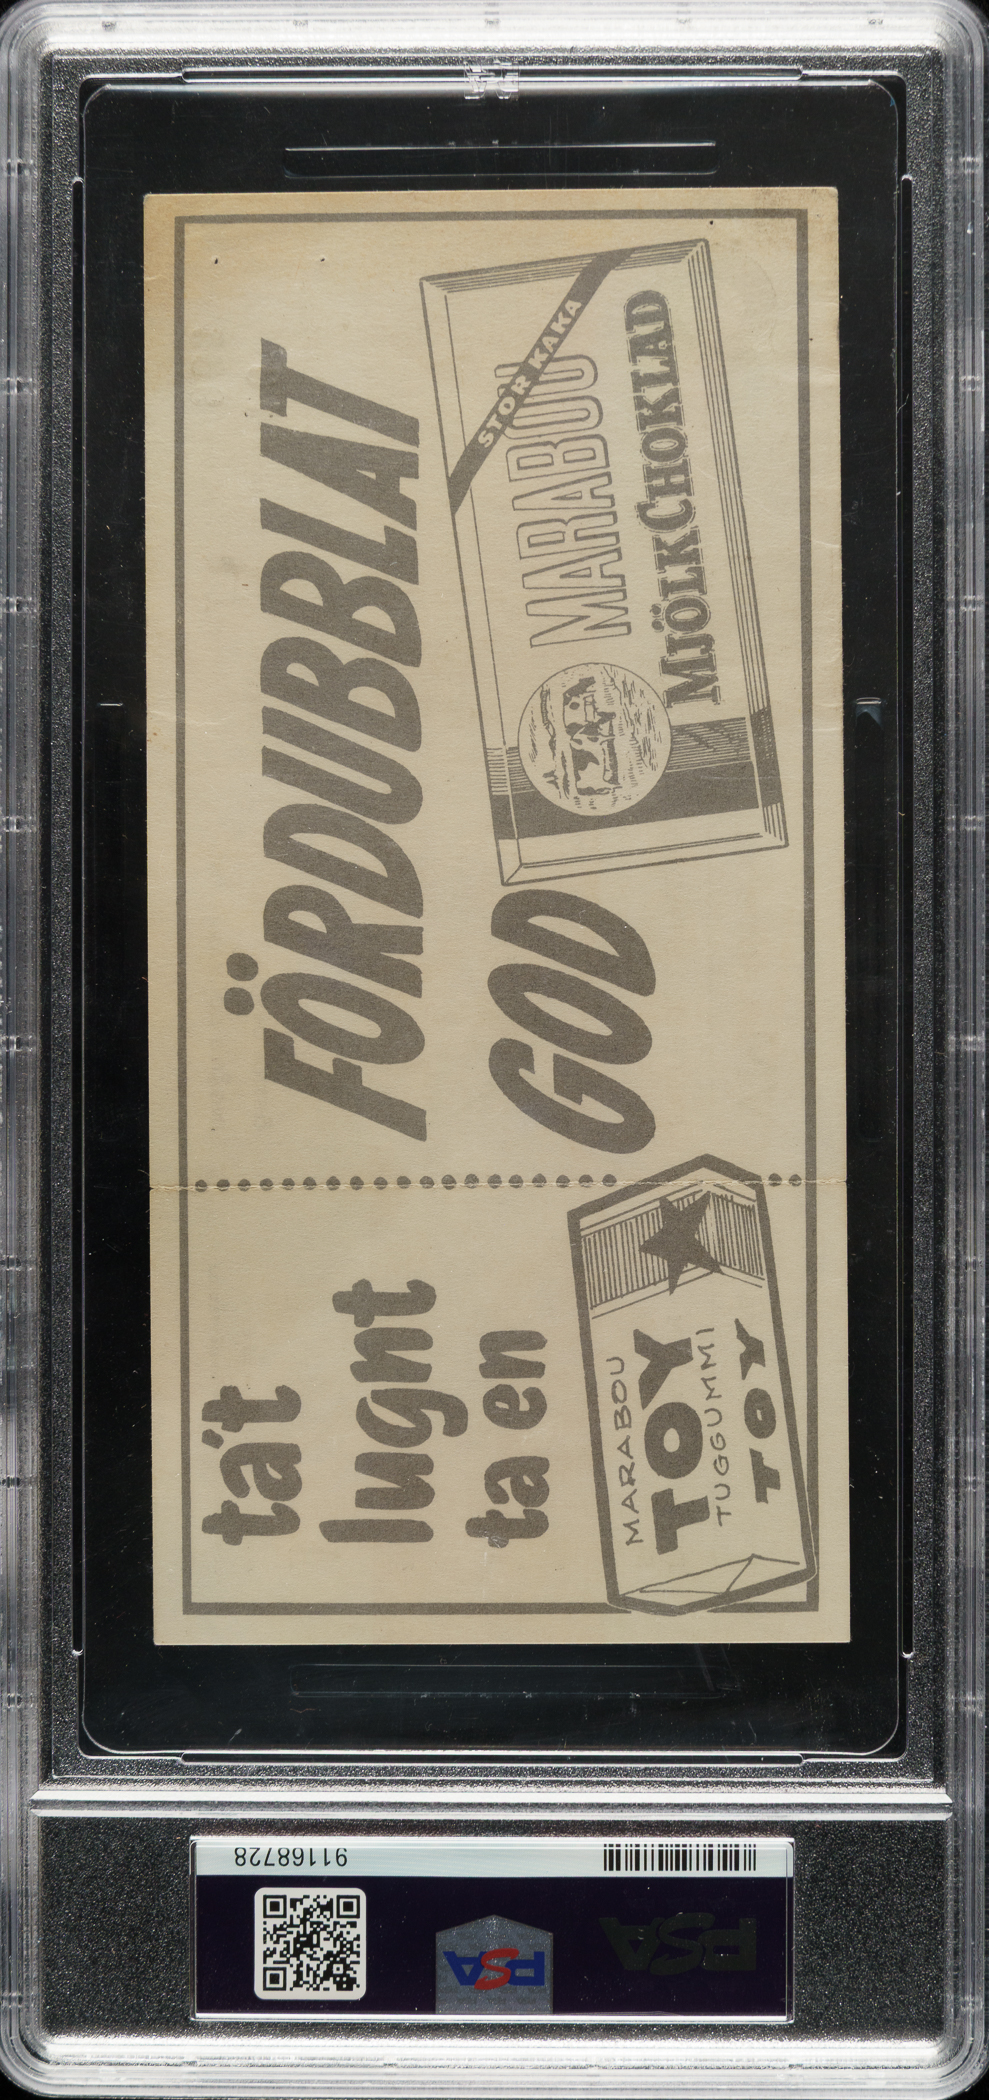 FÖRDUBBLAT
GOD
STOR KAKA
MARABOU
MJÖLKCHOKLAD
ta't
lugnt
ta en
MARABOU
TOY
TUGGUMMI
TOY
91168728
PSA
PSA